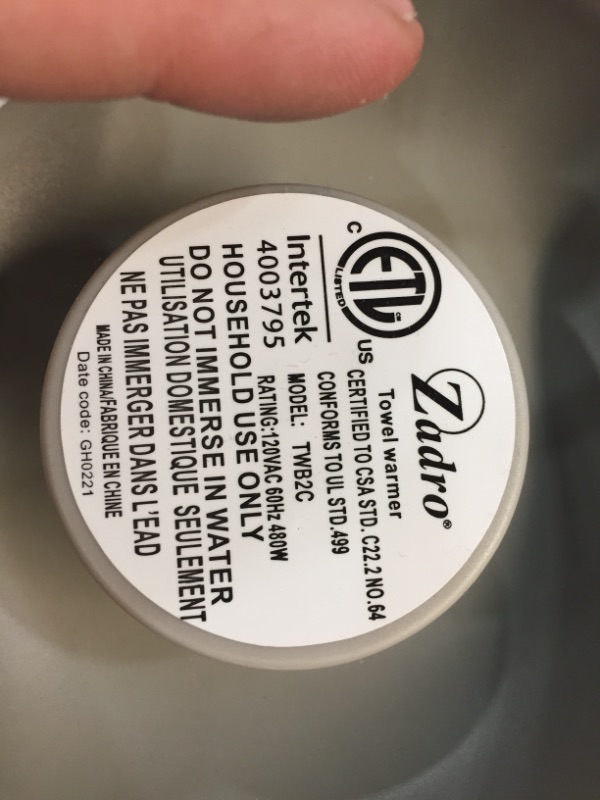 Zadro®
Towel warmer
CERTIFIED TO CSA STD. C22.2 NO.64
CONFORMS TO UL STD.499
C ETL CM US
LISTED
Intertek
4003795
MODEL: TWB2C
RATING:120VAC 60Hz 480W
HOUSEHOLD USE ONLY
DO NOT IMMERSE IN WATER
UTILISATION DOMESTIQUE SEULEMENT
NE PAS IMMERGER DANS L'EAD
MADE IN CHINA/FABRIQUE EN CHINE
Date code: GH0221